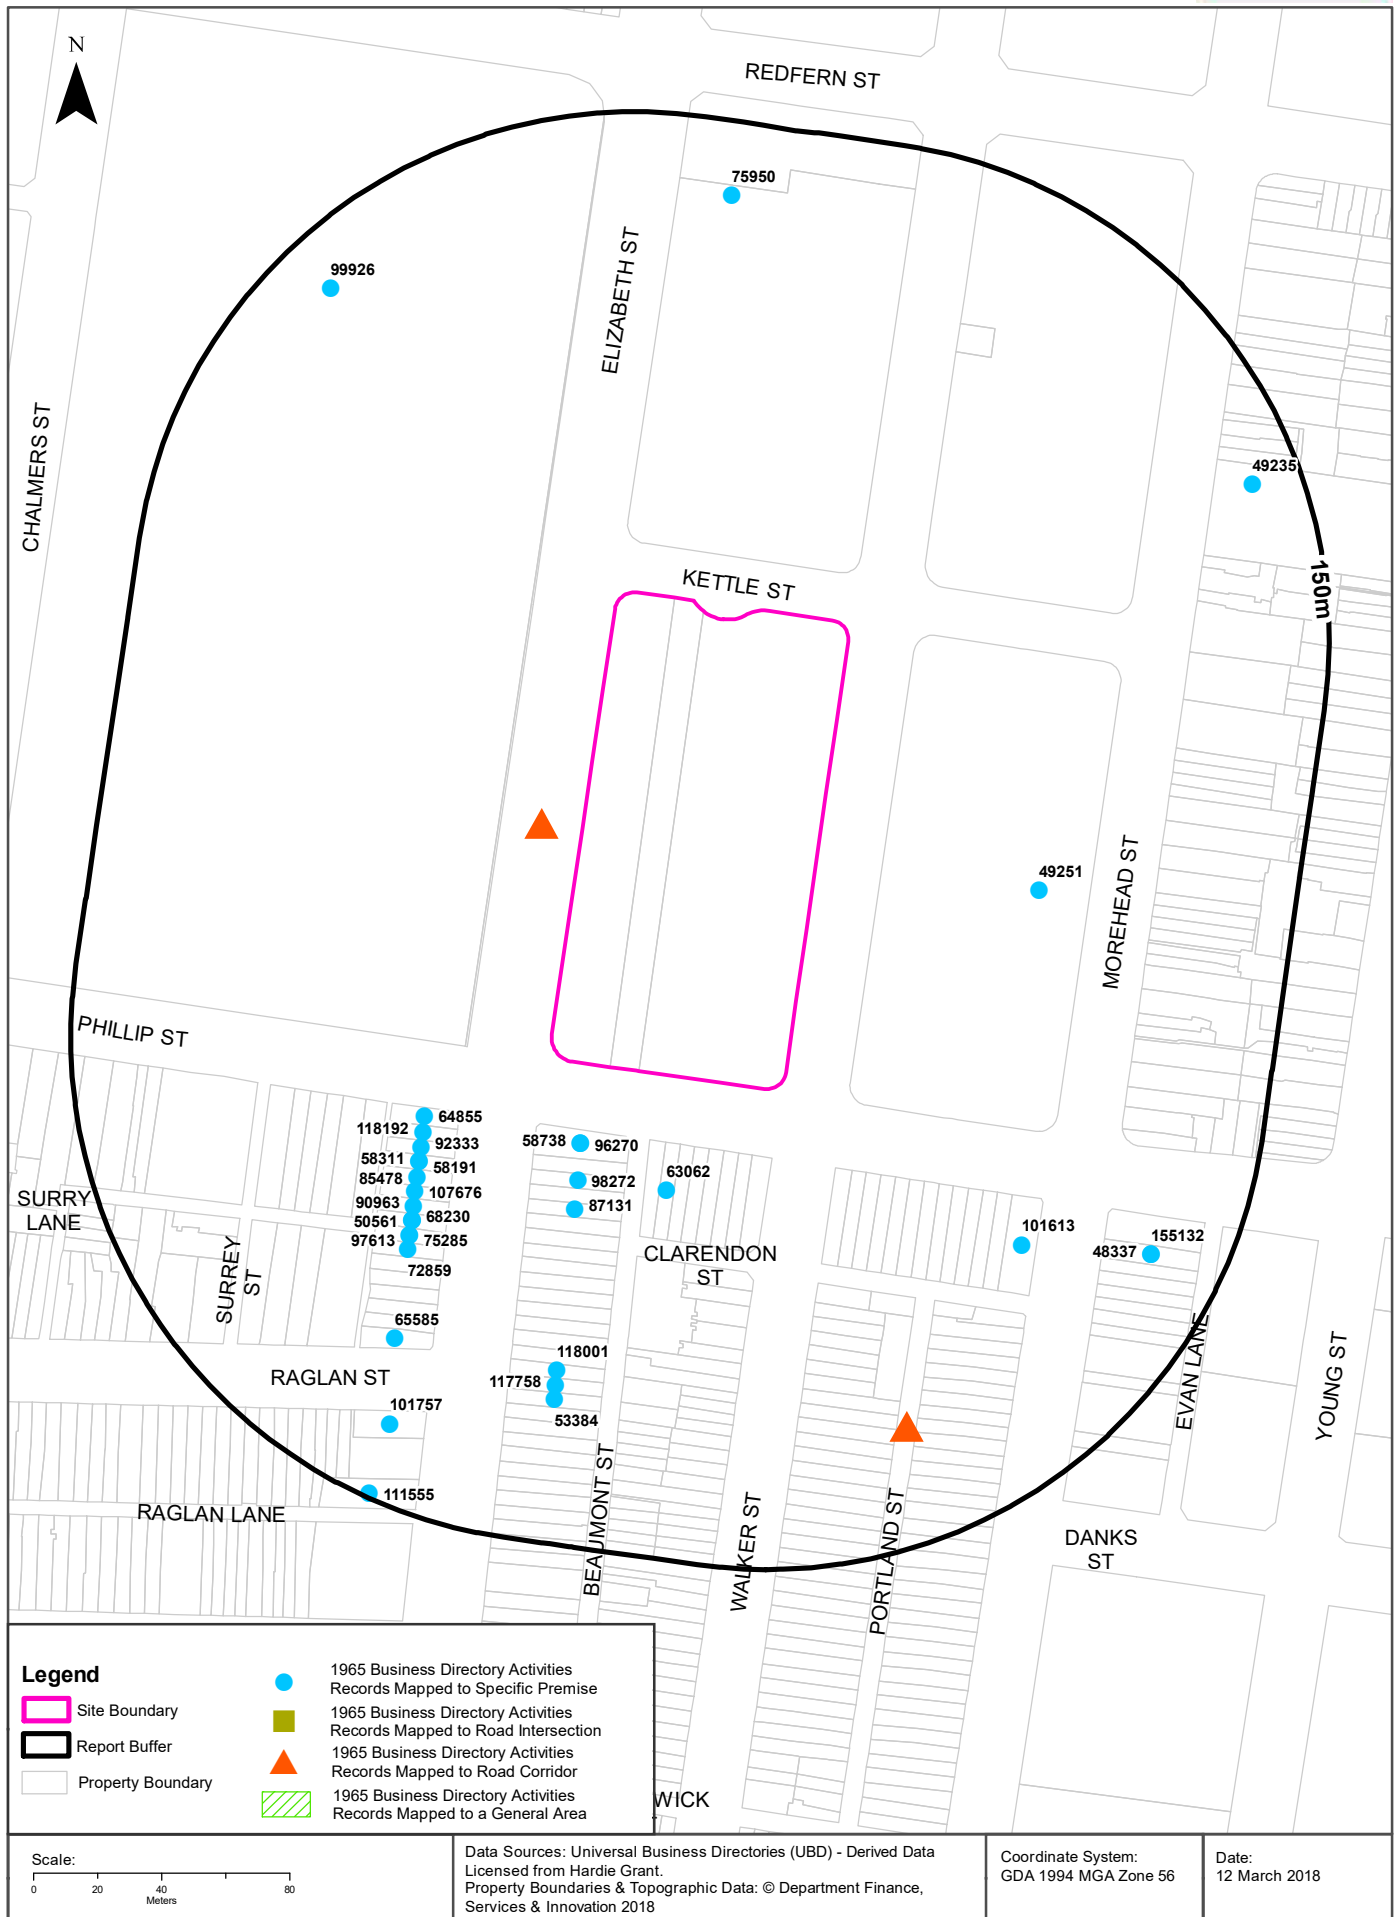 N
REDFERN ST
75950
99926
ELIZABETH ST
CHALMERS ST
49235
150m
KETTLE ST
49251
MOREHEAD ST
PHILLIP ST
64855
118192
92333
58311
58191
85478
107676
90963
68230
50561
75285
97613
72859
58738
96270
98272
87131
63062
SURRY
LANE
SURREY
ST
CLARENDON
ST
101613
155132
48337
65585
118001
117758
53384
RAGLAN ST
101757
111555
RAGLAN LANE
BEAUMONT ST
WALKER ST
PORTLAND ST
EVAN LANE
YOUNG ST
DANKS
ST
WICK
Legend
Site Boundary
Report Buffer
Property Boundary
1965 Business Directory Activities
Records Mapped to Specific Premise
1965 Business Directory Activities
Records Mapped to Road Intersection
1965 Business Directory Activities
Records Mapped to Road Corridor
1965 Business Directory Activities
Records Mapped to a General Area
Scale:
0 20 40 80
Meters
Data Sources: Universal Business Directories (UBD) - Derived Data
Licensed from Hardie Grant.
Property Boundaries & Topographic Data: © Department Finance,
Services & Innovation 2018
Coordinate System:
GDA 1994 MGA Zone 56
Date:
12 March 2018